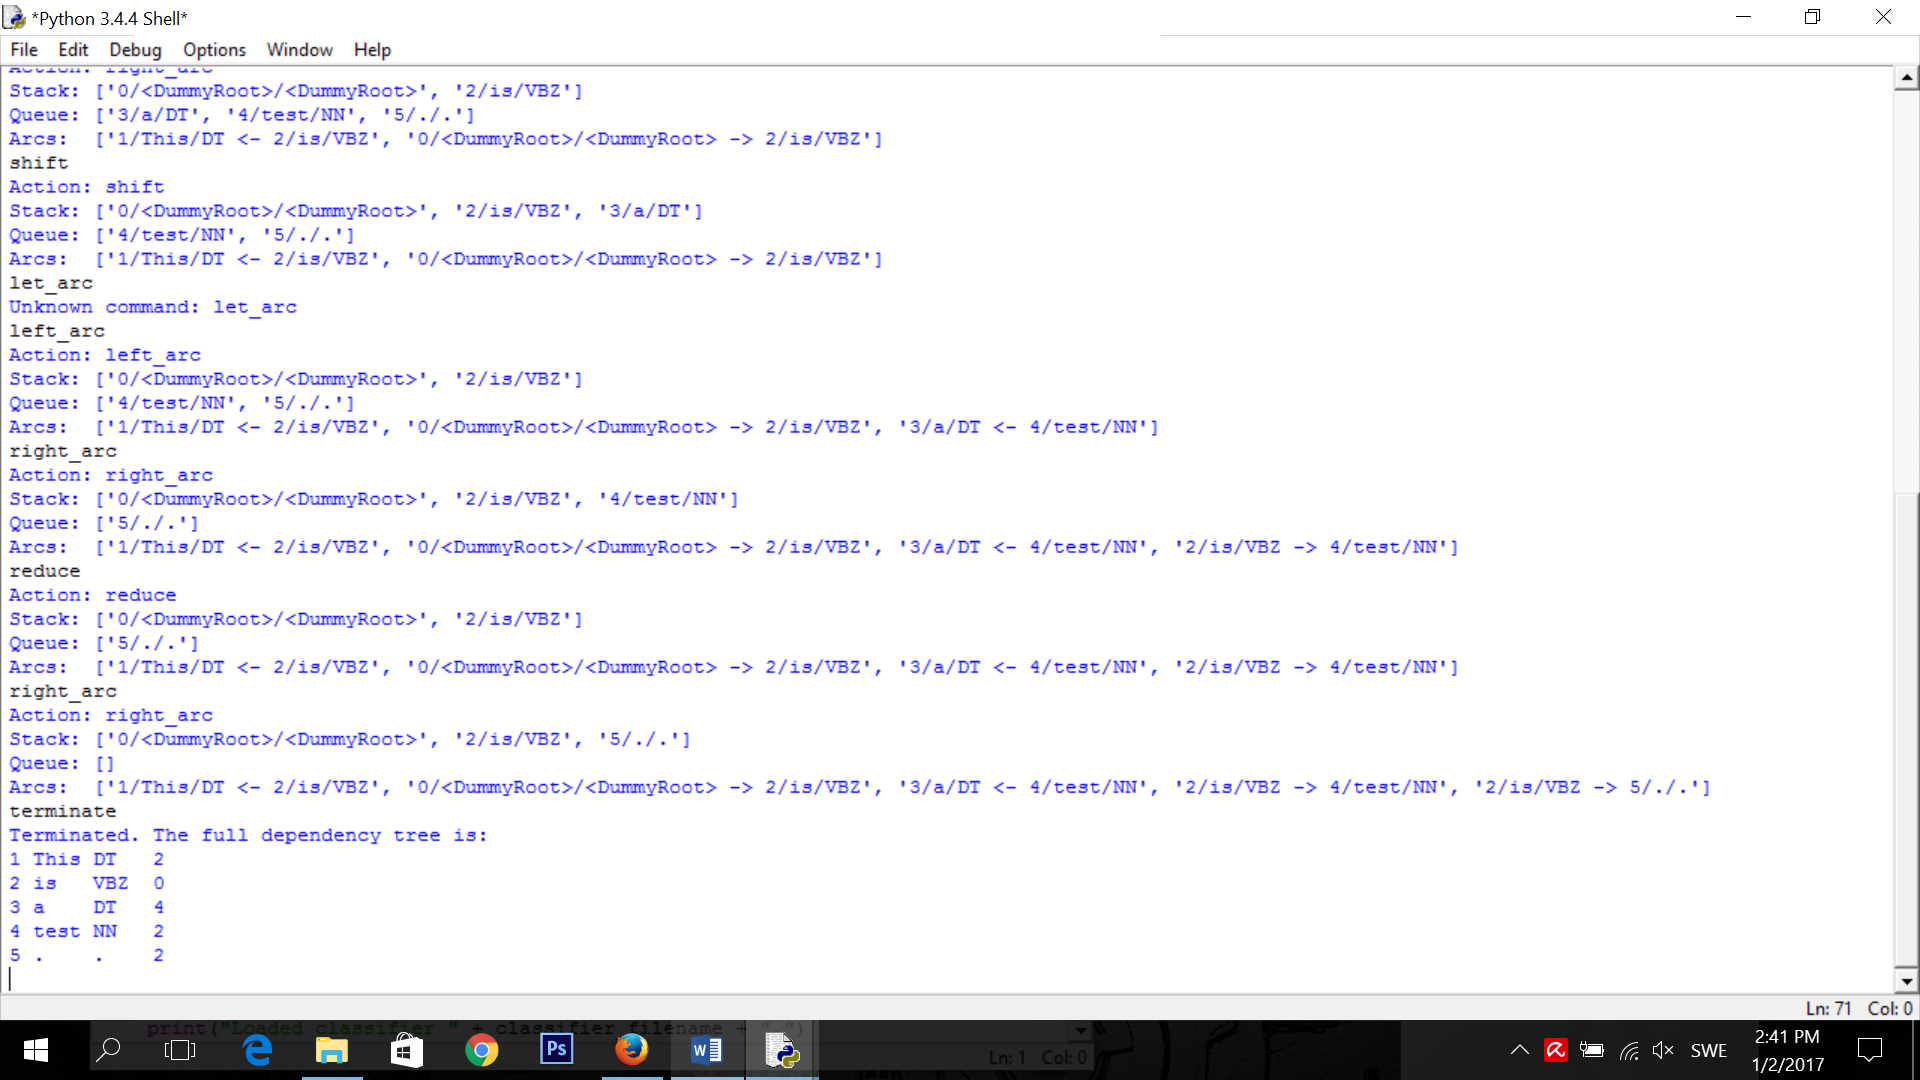 *Python 3.4.4 Shell*
File Edit Debug Options Window Help
Action: right_arc
Stack: ['0/<DummyRoot>/<DummyRoot>', '2/is/VBZ']
Queue: ['3/a/DT', '4/test/NN', '5/./.']
Arcs:  ['1/This/DT <- 2/is/VBZ', '0/<DummyRoot>/<DummyRoot> -> 2/is/VBZ']
shift
Action: shift
Stack: ['0/<DummyRoot>/<DummyRoot>', '2/is/VBZ', '3/a/DT']
Queue: ['4/test/NN', '5/./.']
Arcs:  ['1/This/DT <- 2/is/VBZ', '0/<DummyRoot>/<DummyRoot> -> 2/is/VBZ']
let_arc
Unknown command: let_arc
left_arc
Action: left_arc
Stack: ['0/<DummyRoot>/<DummyRoot>', '2/is/VBZ']
Queue: ['4/test/NN', '5/./.']
Arcs:  ['1/This/DT <- 2/is/VBZ', '0/<DummyRoot>/<DummyRoot> -> 2/is/VBZ', '3/a/DT <- 4/test/NN']
right_arc
Action: right_arc
Stack: ['0/<DummyRoot>/<DummyRoot>', '2/is/VBZ', '4/test/NN']
Queue: ['5/./.']
Arcs:  ['1/This/DT <- 2/is/VBZ', '0/<DummyRoot>/<DummyRoot> -> 2/is/VBZ', '3/a/DT <- 4/test/NN', '2/is/VBZ -> 4/test/NN']
reduce
Action: reduce
Stack: ['0/<DummyRoot>/<DummyRoot>', '2/is/VBZ']
Queue: ['5/./.']
Arcs:  ['1/This/DT <- 2/is/VBZ', '0/<DummyRoot>/<DummyRoot> -> 2/is/VBZ', '3/a/DT <- 4/test/NN', '2/is/VBZ -> 4/test/NN']
right_arc
Action: right_arc
Stack: ['0/<DummyRoot>/<DummyRoot>', '2/is/VBZ', '5/./.']
Queue: []
Arcs:  ['1/This/DT <- 2/is/VBZ', '0/<DummyRoot>/<DummyRoot> -> 2/is/VBZ', '3/a/DT <- 4/test/NN', '2/is/VBZ -> 4/test/NN', '2/is/VBZ -> 5/./.']
terminate
Terminated. The full dependency tree is:
1 This DT   2
2 is   VBZ  0
3 a    DT   4
4 test NN   2
5 .    .    2
Ln: 71 Col: 0
print("Loaded classifier " + classifier_filename + ".")
Ln: 1 Col: 0
Ps
W
SWE
2:41 PM
1/2/2017